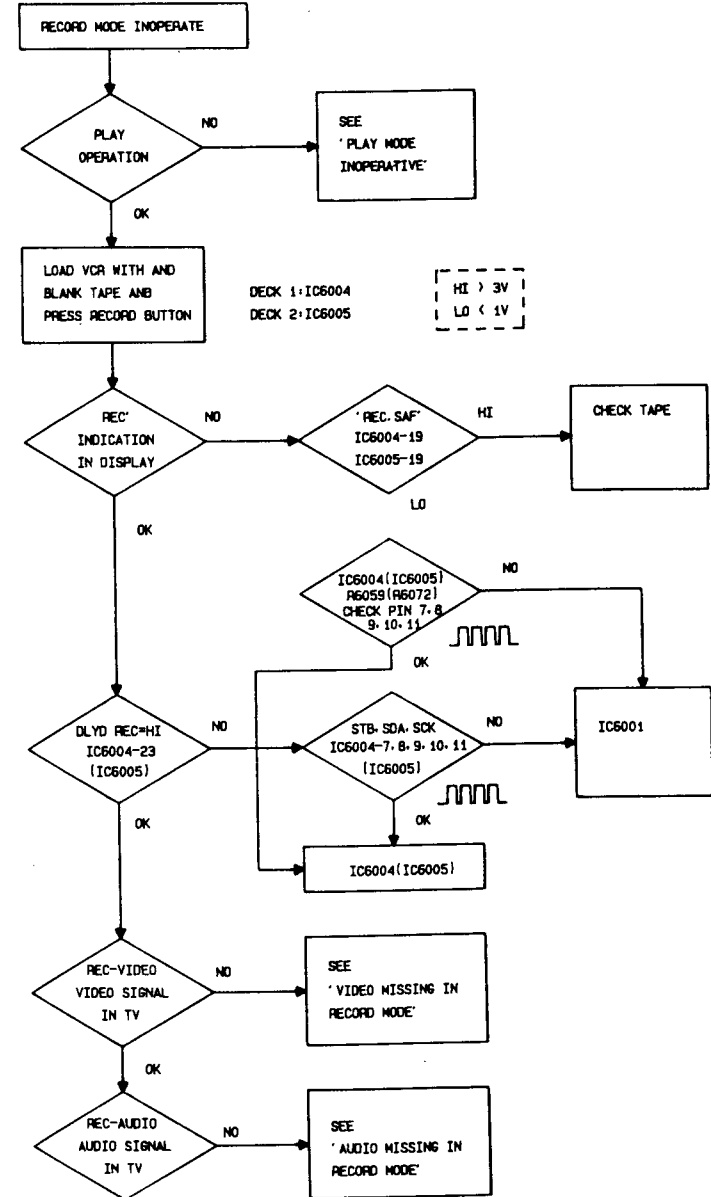 RECORD MODE INOPERATE
PLAY
OPERATION
NO
SEE
'PLAY MODE
INOPERATIVE'
OK
LOAD VCR WITH AND
BLANK TAPE ANB
PRESS RECORD BUTTON
DECK 1:IC6004
DECK 2:IC6005
HI > 3V
LO < 1V
REC'
INDICATION
IN DISPLAY
NO
'REC.SAF'
IC6004-19
IC6005-19
HI
CHECK TAPE
LO
OK
IC6004(IC6005)
R6059(R6072)
CHECK PIN 7.8
9.10.11
NO
OK
DLYD REC=HI
IC6004-23
(IC6005)
NO
STB.SDA.SCK
IC6004-7.8.9.10.11
(IC6005)
NO
IC6001
OK
OK
IC6004(IC6005)
REC-VIDEO
VIDEO SIGNAL
IN TV
NO
SEE
'VIDEO MISSING IN
RECORD MODE'
OK
REC-AUDIO
AUDIO SIGNAL
IN TV
NO
SEE
'AUDIO MISSING IN
RECORD MODE'